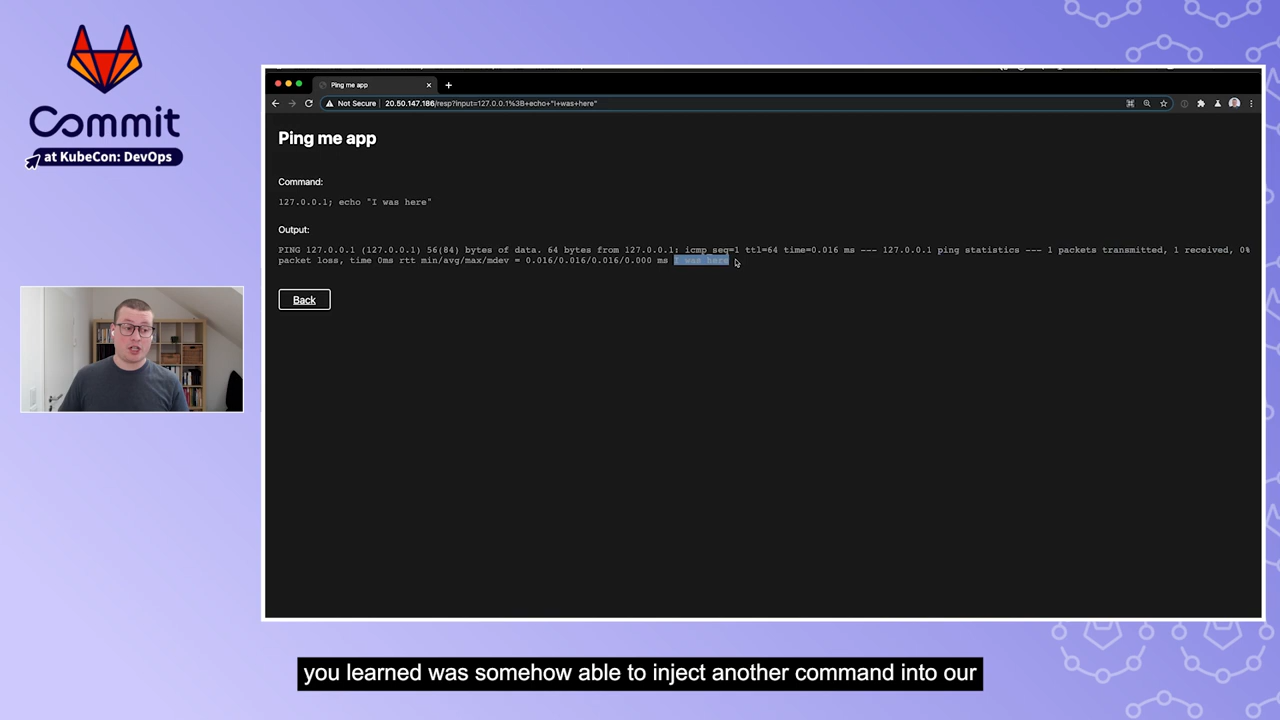 Commit
at KubeCon: DevOps
Ping me app
Not Secure 20.50.147.186/resp?input=127.0.0.1%3B+echo+"I+was+here"
Ping me app
Command:
127.0.0.1; echo "I was here"
Output:
PING 127.0.0.1 (127.0.0.1) 56(84) bytes of data. 64 bytes from 127.0.0.1: icmp_seq=1 ttl=64 time=0.016 ms --- 127.0.0.1 ping statistics --- 1 packets transmitted, 1 received, 0%
packet loss, time 0ms rtt min/avg/max/mdev = 0.016/0.016/0.016/0.000 ms I was here
Back
you learned was somehow able to inject another command into our